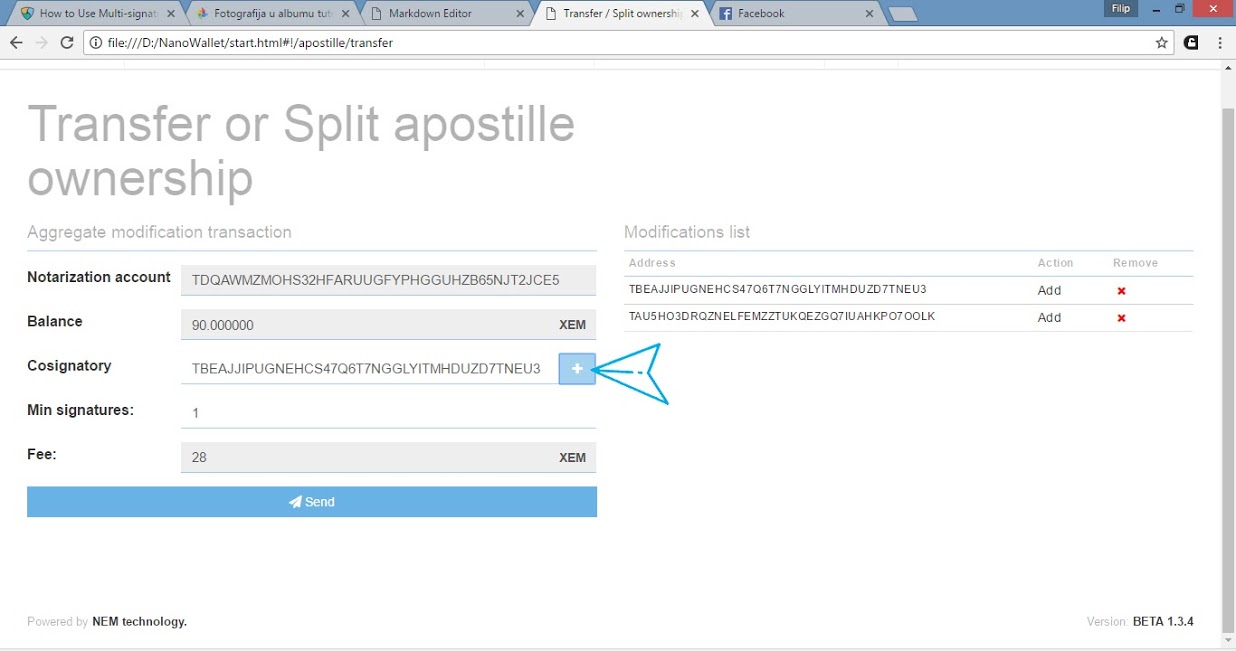 How to Use Multi-signat
Fotografija u albumu tut
Markdown Editor
Transfer / Split ownership
Facebook
Filip
file:///D:/NanoWallet/start.html#!/apostille/transfer
Transfer or Split apostille
ownership
Aggregate modification transaction
Notarization account TDQAWMZMOHS32HFARUUGFYPHGGUHZB65NJT2JCE5
Balance 90.000000 XEM
Cosignatory TBEAJJIPUGNEHCS47Q6T7NGGLYITMHDUZD7TNEU3
Min signatures: 1
Fee: 28 XEM
Send
Modifications list
Address Action Remove
TBEAJJIPUGNEHCS47Q6T7NGGLYITMHDUZD7TNEU3 Add
TAU5HO3DRQZNELFEMZZTUKQEZGQ7IUAHKPO7OOLK Add
Powered by NEM technology.
Version: BETA 1.3.4